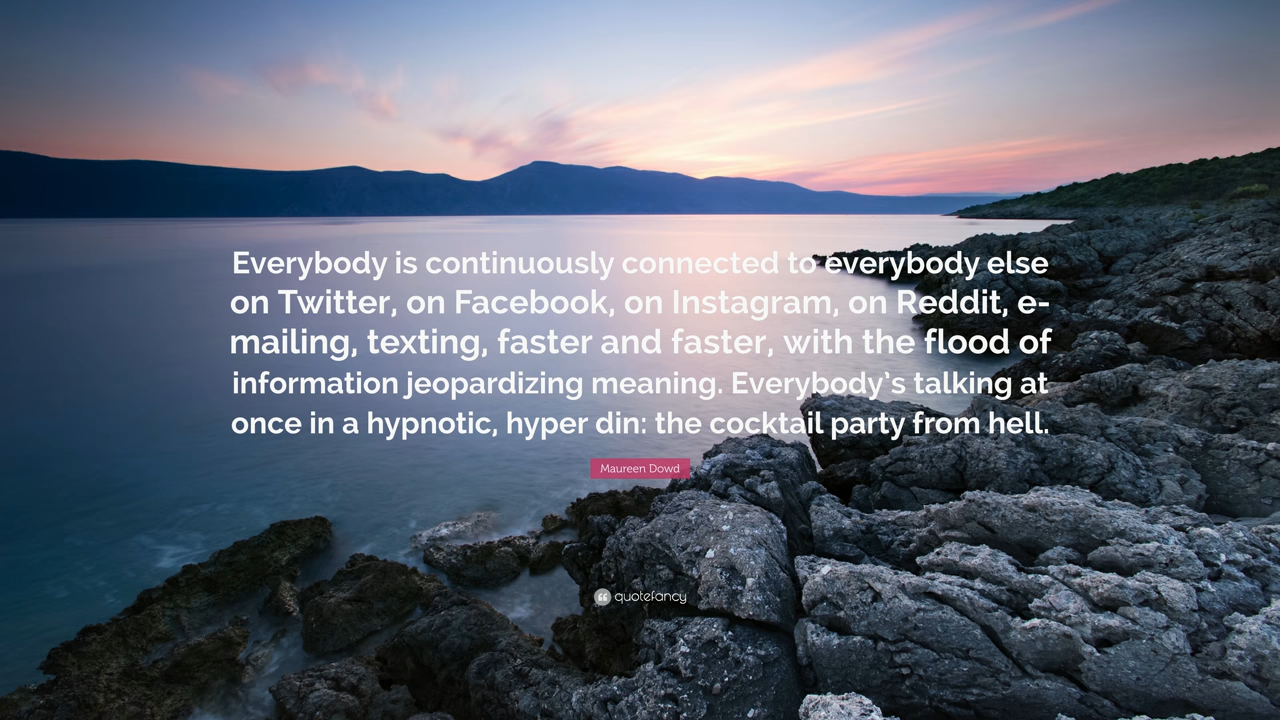 Everybody is continuously connected to everybody else
on Twitter, on Facebook, on Instagram, on Reddit, e-
mailing, texting, faster and faster, with the flood of
information jeopardizing meaning. Everybody’s talking at
once in a hypnotic, hyper din: the cocktail party from hell.
Maureen Dowd
quotefancy